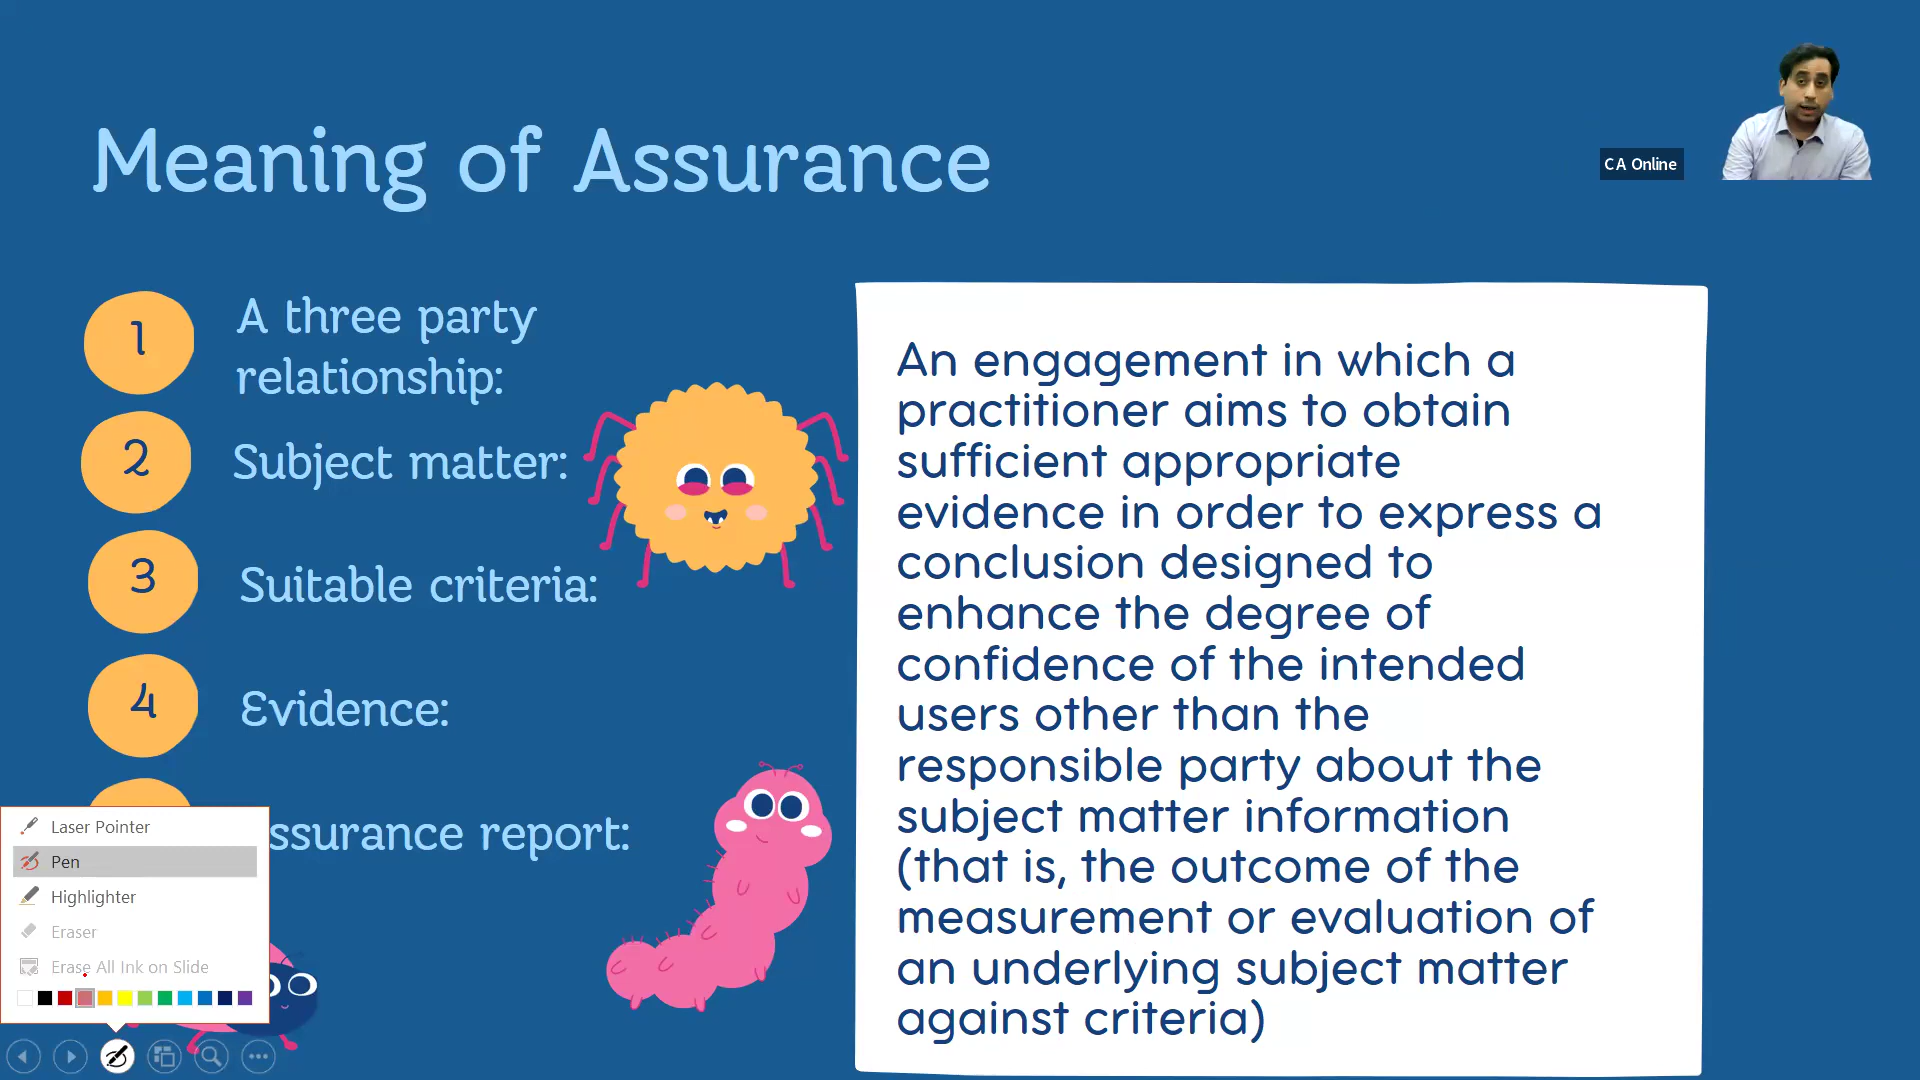 Meaning of Assurance
CA Online
1
A three party
relationship:
2
Subject matter:
3
Suitable criteria:
4
Evidence:
ssurance report:
An engagement in which a
practitioner aims to obtain
sufficient appropriate
evidence in order to express a
conclusion designed to
enhance the degree of
confidence of the intended
users other than the
responsible party about the
subject matter information
(that is, the outcome of the
measurement or evaluation of
an underlying subject matter
against criteria)
Laser Pointer
Pen
Highlighter
Eraser
Erase All Ink on Slide